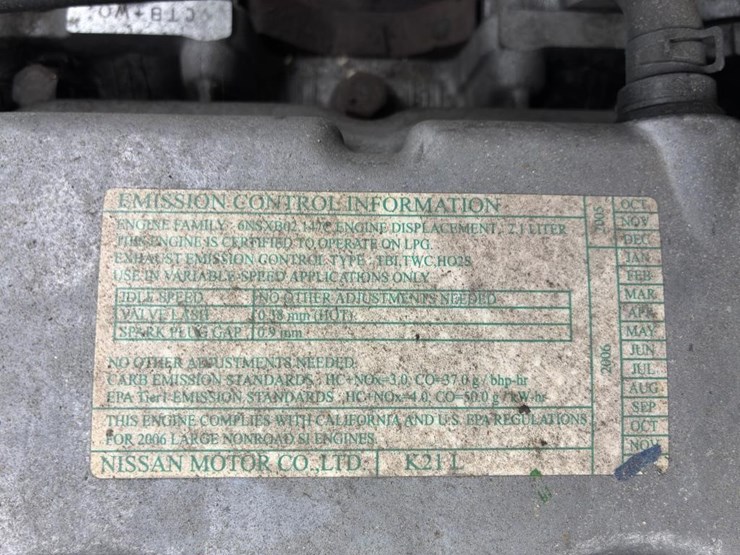 EMISSION CONTROL INFORMATION
ENGINE FAMILY : 6NSXB02.147C ENGINE DISPLACEMENT : 2.1 LITER
THIS ENGINE IS CERTIFIED TO OPERATE ON LPG.
EXHAUST EMISSION CONTROL TYPE : TBI,TWC,HO2S
USE IN VARIABLE-SPEED APPLICATIONS ONLY
IDLE SPEED NO OTHER ADJUSTMENTS NEEDED
VALVE LASH 0.38 mm (HOT)
SPARK PLUG GAP 0.9 mm
NO OTHER ADJUSTMENTS NEEDED
CARB EMISSION STANDARDS : HC+NOx=3.0, CO=37.0 g / bhp-hr
EPA Tier1 EMISSION STANDARDS : HC+NOx=4.0, CO=50.0 g / kW-hr
THIS ENGINE COMPLIES WITH CALIFORNIA AND U.S. EPA REGULATIONS
FOR 2006 LARGE NONROAD SI ENGINES.
NISSAN MOTOR CO.,LTD. K21 L
2005
OCT
NOV
DEC
2006
JAN
FEB
MAR
APR
MAY
JUN
JUL
AUG
SEP
OCT
NOV